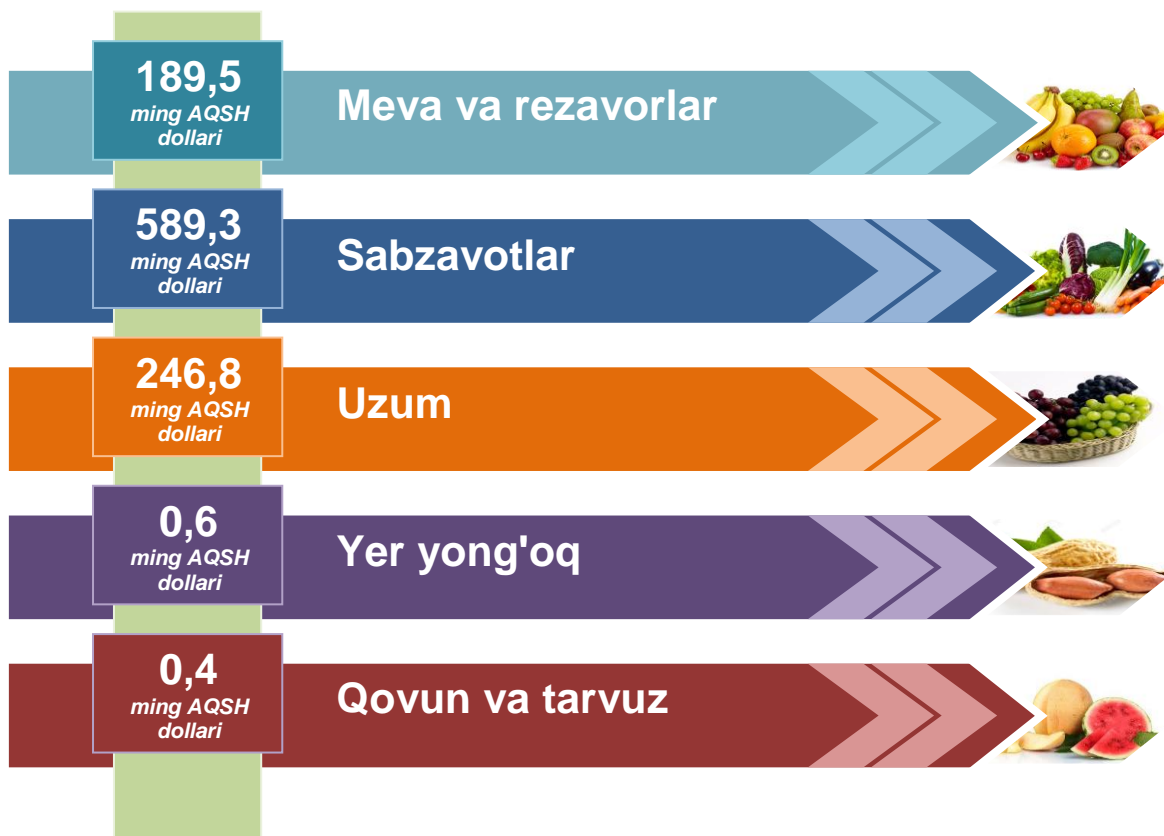 189,5
ming AQSH
dollari
Meva va rezavorlar
589,3
ming AQSH
dollari
Sabzavotlar
246,8
ming AQSH
dollari
Uzum
0,6
ming AQSH
dollari
Yer yong'oq
0,4
ming AQSH
dollari
Qovun va tarvuz